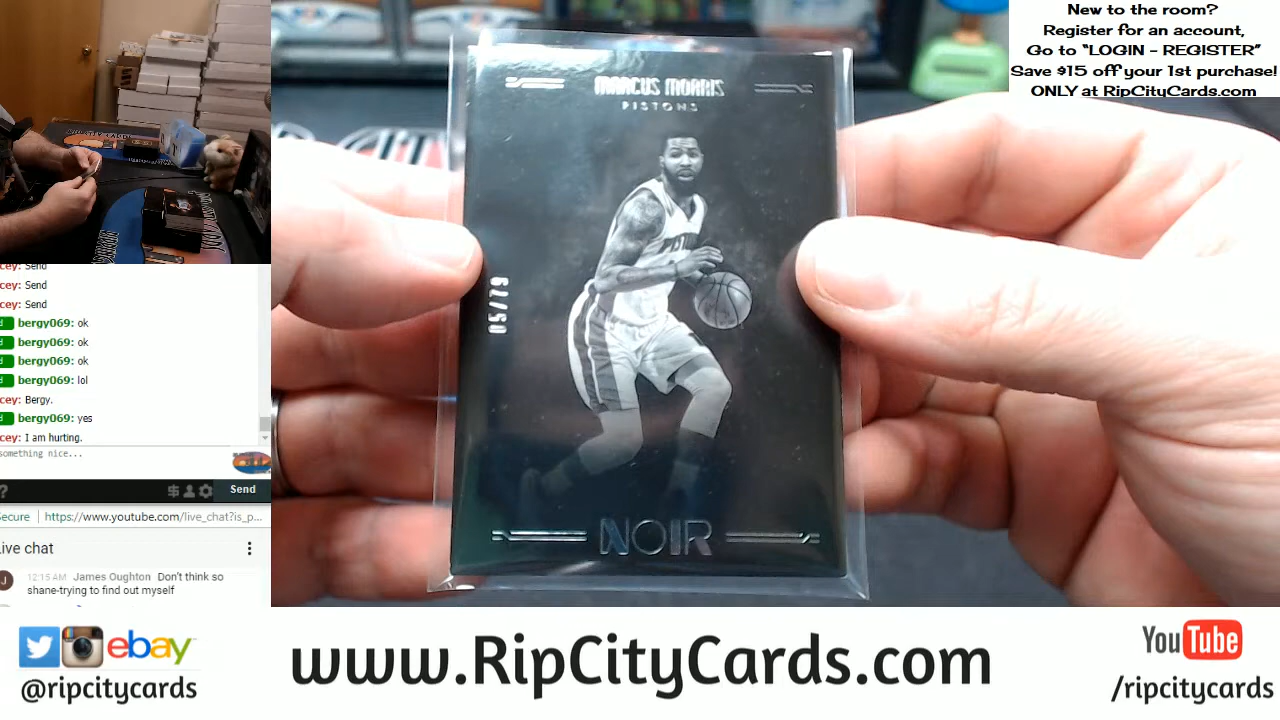 New to the room?
Register for an account,
Go to “LOGIN - REGISTER”
Save $15 off your 1st purchase!
ONLY at RipCityCards.com
MARCUS MORRIS
PISTONS
05/79
NOIR
cey: Send
cey: Send
cey: Send
bergy069: ok
bergy069: ok
bergy069: ok
bergy069: lol
cey: Bergy.
bergy069: yes
cey: I am hurting.
something nice...
? Send
Secure https://www.youtube.com/live_chat?is_p...
Live chat
J 12:15 AM James Oughton Don't think so
shane-trying to find out myself
ebay
@ripcitycards
www.RipCityCards.com
YouTube
/ripcitycards